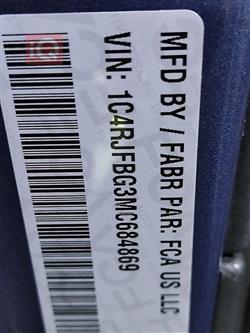 MFD BY / FABR PAR: FCA US LLC
VIN: 1C4RJFBG3MC684869